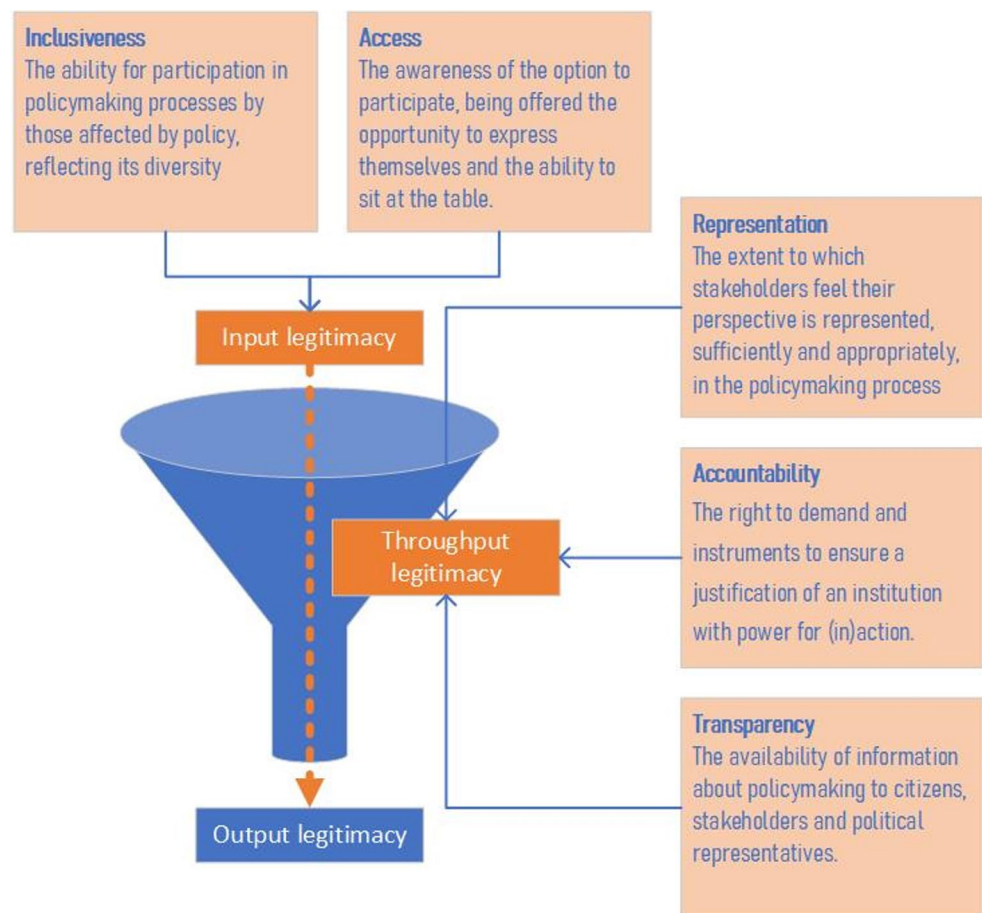 Inclusiveness
The ability for participation in
policymaking processes by
those affected by policy,
reflecting its diversity
Access
The awareness of the option to
participate, being offered the
opportunity to express
themselves and the ability to
sit at the table.
Representation
The extent to which
stakeholders feel their
perspective is represented,
sufficiently and appropriately,
in the policymaking process
Input legitimacy
Accountability
The right to demand and
instruments to ensure a
justification of an institution
with power for (in)action.
Throughput
legitimacy
Transparency
The availability of information
about policymaking to citizens,
stakeholders and political
representatives.
Output legitimacy